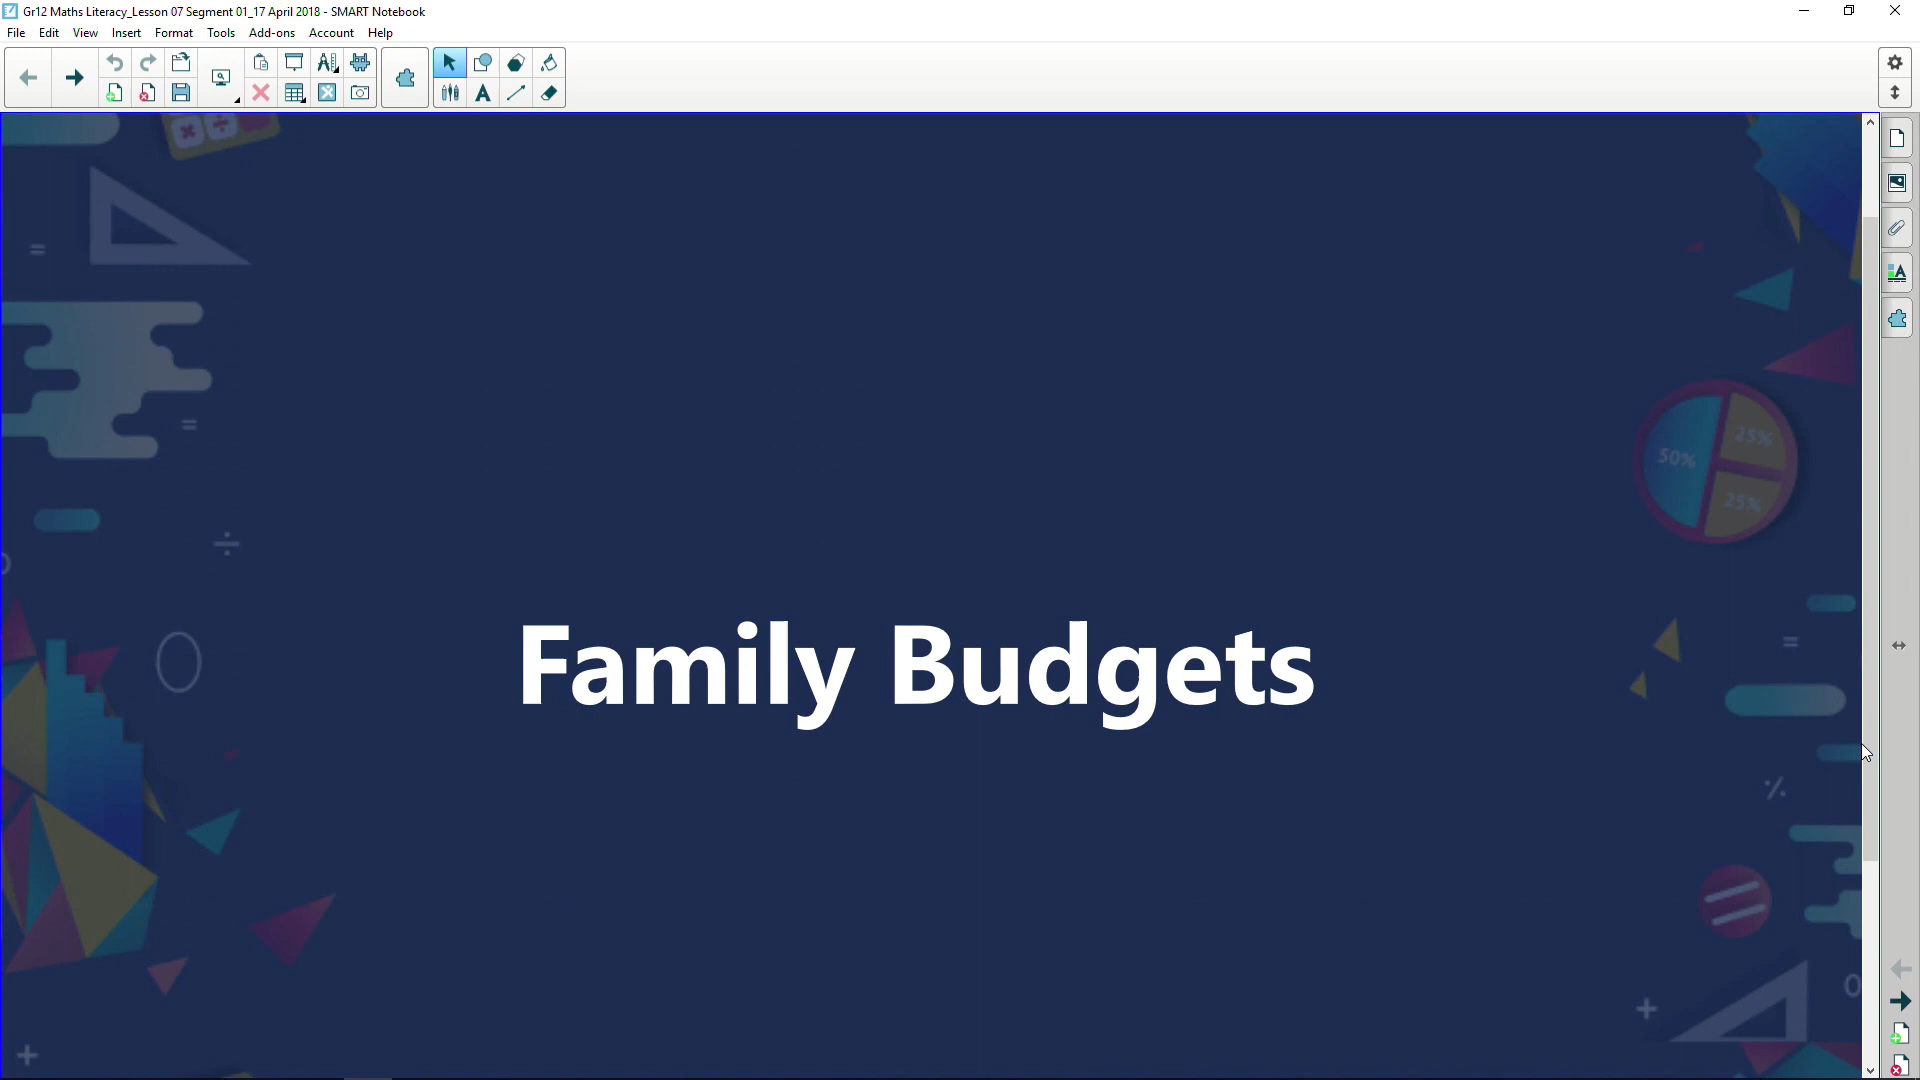 Gr12 Maths Literacy_Lesson 07 Segment 01_17 April 2018 - SMART Notebook
File Edit View Insert Format Tools Add-ons Account Help
50%
25%
25%
Family Budgets